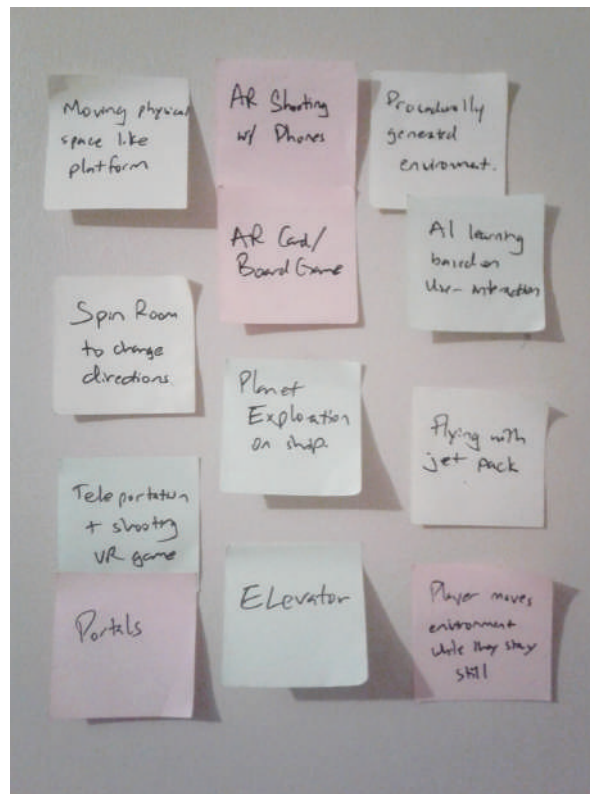 Moving physical
space like
platform
AR Shooting
w/ Phones
Procedurally
generated
enviroment.
AR Card/
Board Game
AI learning
based on
User interaction
Spin Room
to change
directions.
Planet
Exploration
on ship.
Flying with
jet pack
Teleportation
+ shooting
VR game
Portals
ELevator
Player moves
environment
while they stay
still